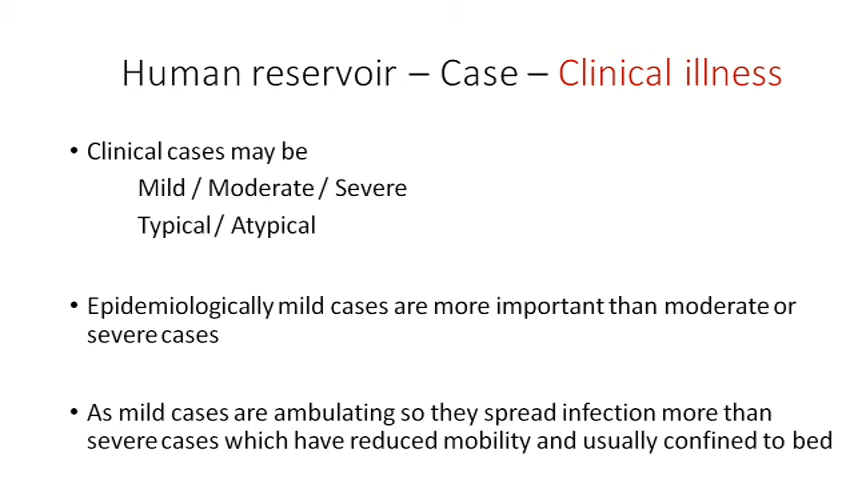 Human reservoir – Case – Clinical illness
• Clinical cases may be
Mild / Moderate / Severe
Typical / Atypical
• Epidemiologically mild cases are more important than moderate or
severe cases
• As mild cases are ambulating so they spread infection more than
severe cases which have reduced mobility and usually confined to bed